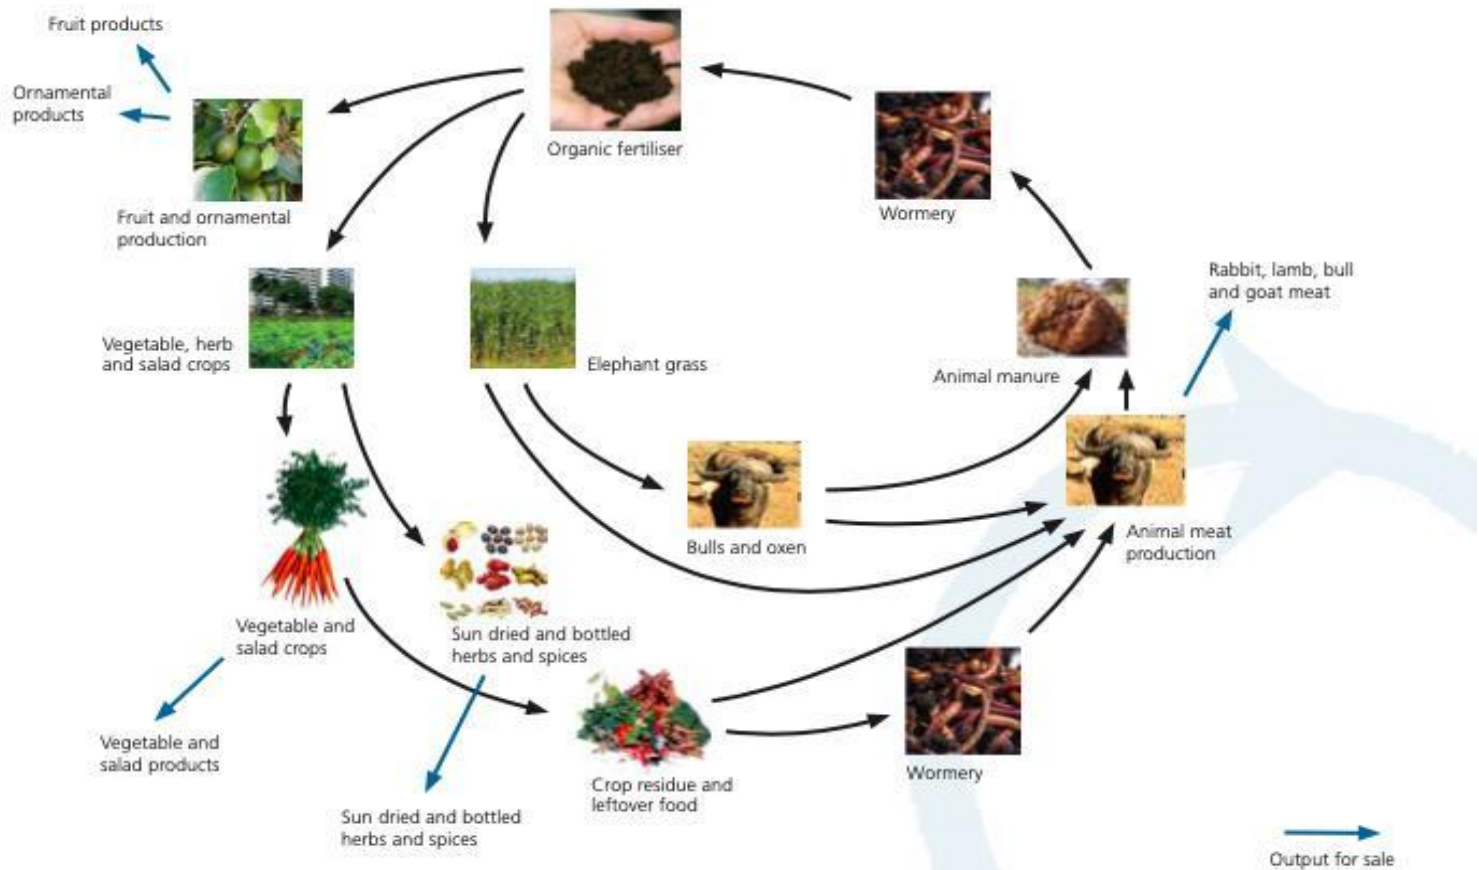 Fruit products
Ornamental
products
Organic fertiliser
Fruit and ornamental
production
Wormery
Rabbit, lamb, bull
and goat meat
Vegetable, herb
and salad crops
Elephant grass
Animal manure
Bulls and oxen
Animal meat
production
Vegetable and
salad crops
Sun dried and bottled
herbs and spices
Vegetable and
salad products
Crop residue and
leftover food
Wormery
Sun dried and bottled
herbs and spices
Output for sale